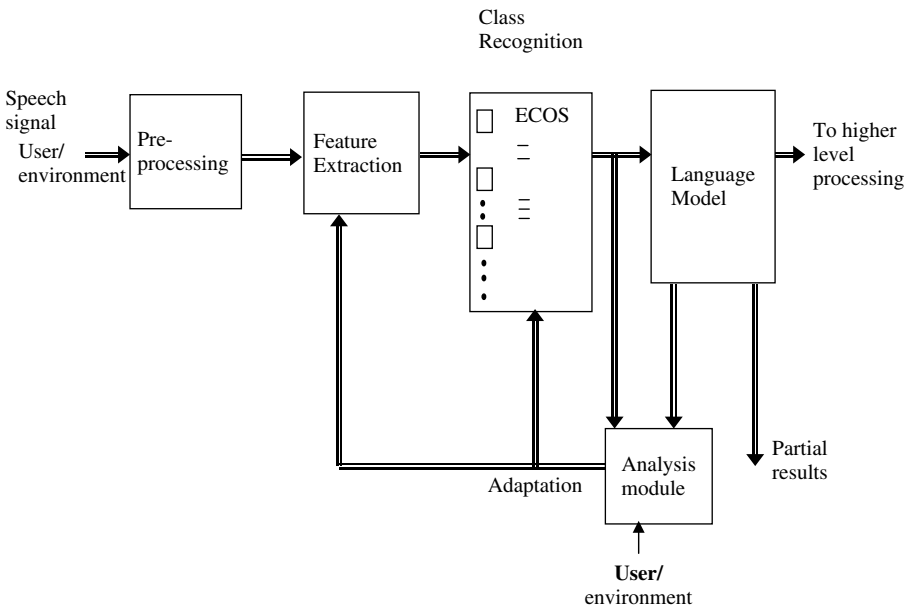 Class
Recognition
Speech
signal
User/
environment
Pre-
processing
Feature
Extraction
ECOS
Language
Model
To higher
level
processing
Adaptation
Analysis
module
Partial
results
User/
environment